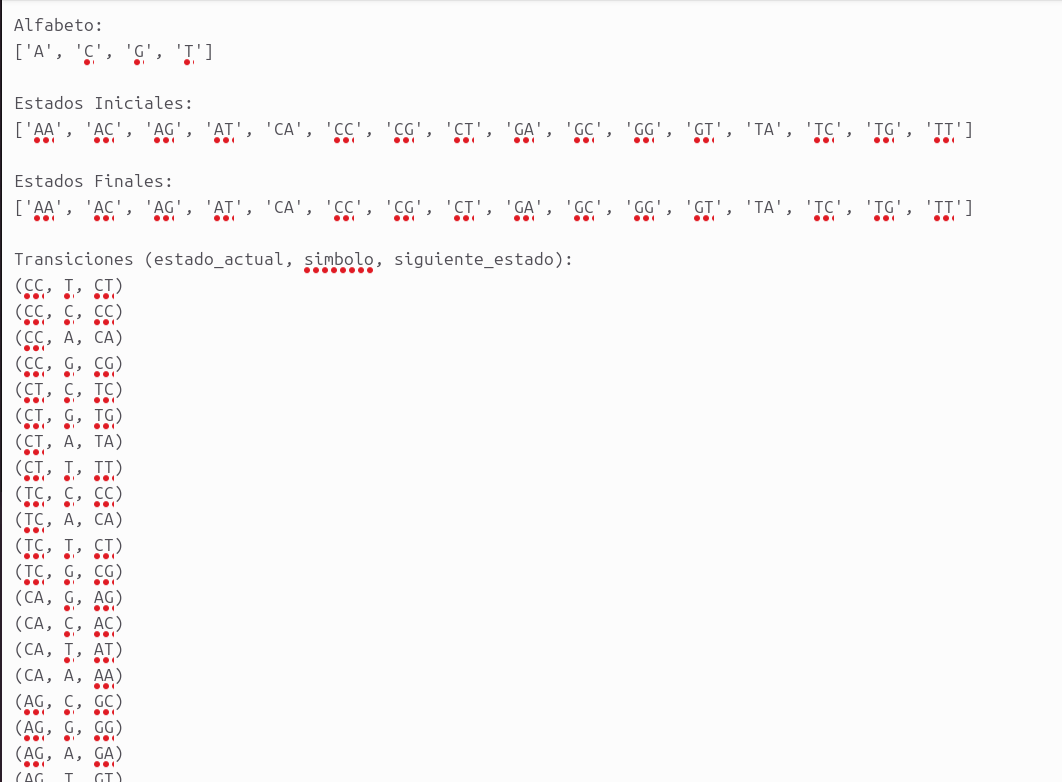 Alfabeto:
['A', 'C', 'G', 'T']
Estados Iniciales:
['AA', 'AC', 'AG', 'AT', 'CA', 'CC', 'CG', 'CT', 'GA', 'GC', 'GG', 'GT', 'TA', 'TC', 'TG', 'TT']
Estados Finales:
['AA', 'AC', 'AG', 'AT', 'CA', 'CC', 'CG', 'CT', 'GA', 'GC', 'GG', 'GT', 'TA', 'TC', 'TG', 'TT']
Transiciones (estado_actual, simbolo, siguiente_estado):
(CC, T, CT)
(CC, C, CC)
(CC, A, CA)
(CC, G, CG)
(CT, C, TC)
(CT, G, TG)
(CT, A, TA)
(CT, T, TT)
(TC, C, CC)
(TC, A, CA)
(TC, T, CT)
(TC, G, CG)
(CA, G, AG)
(CA, C, AC)
(CA, T, AT)
(CA, A, AA)
(AG, C, GC)
(AG, G, GG)
(AG, A, GA)
(AG, T, GT)